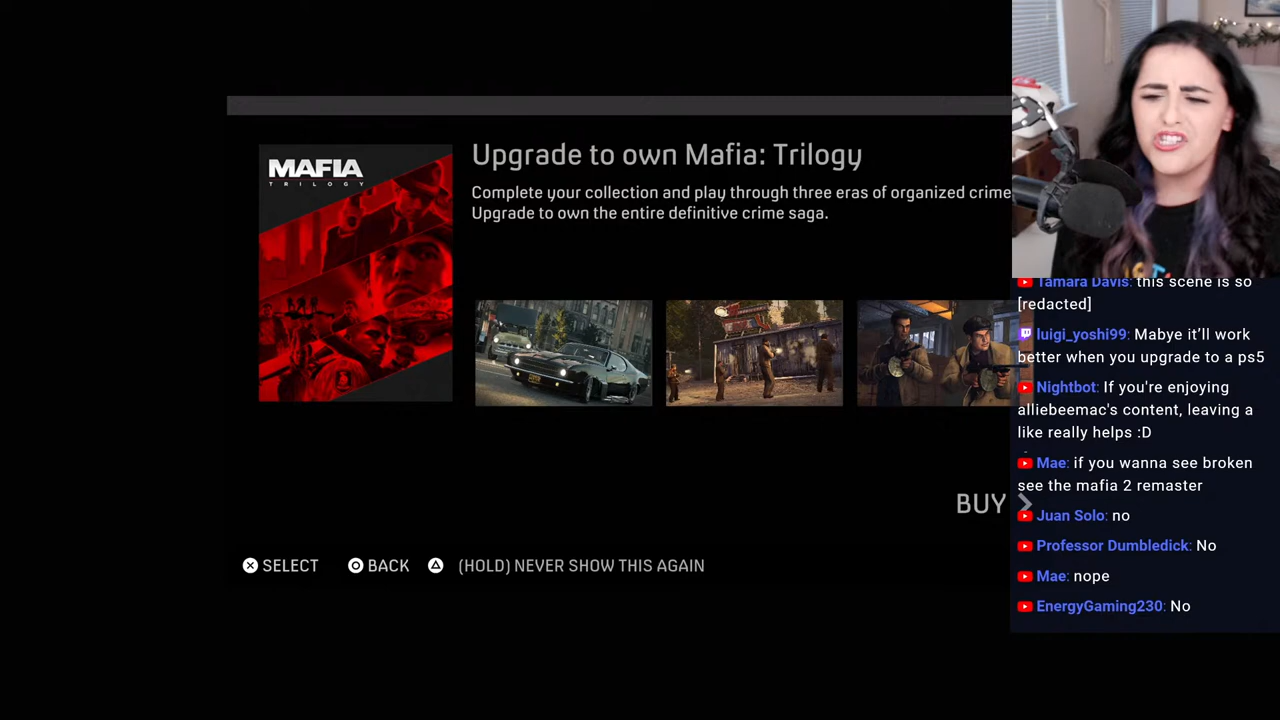 MAFIA
TRILOGY
Upgrade to own Mafia: Trilogy
Complete your collection and play through three eras of organized crime
Upgrade to own the entire definitive crime saga.
BUY
SELECT
BACK
(HOLD) NEVER SHOW THIS AGAIN
Tamara Davis: this scene is so
[redacted]
luigi_yoshi99: Mabye it’ll work
better when you upgrade to a ps5
Nightbot: If you're enjoying
alliebeemac's content, leaving a
like really helps :D
Mae: if you wanna see broken
see the mafia 2 remaster
Juan Solo: no
Professor Dumbledick: No
Mae: nope
EnergyGaming230: No